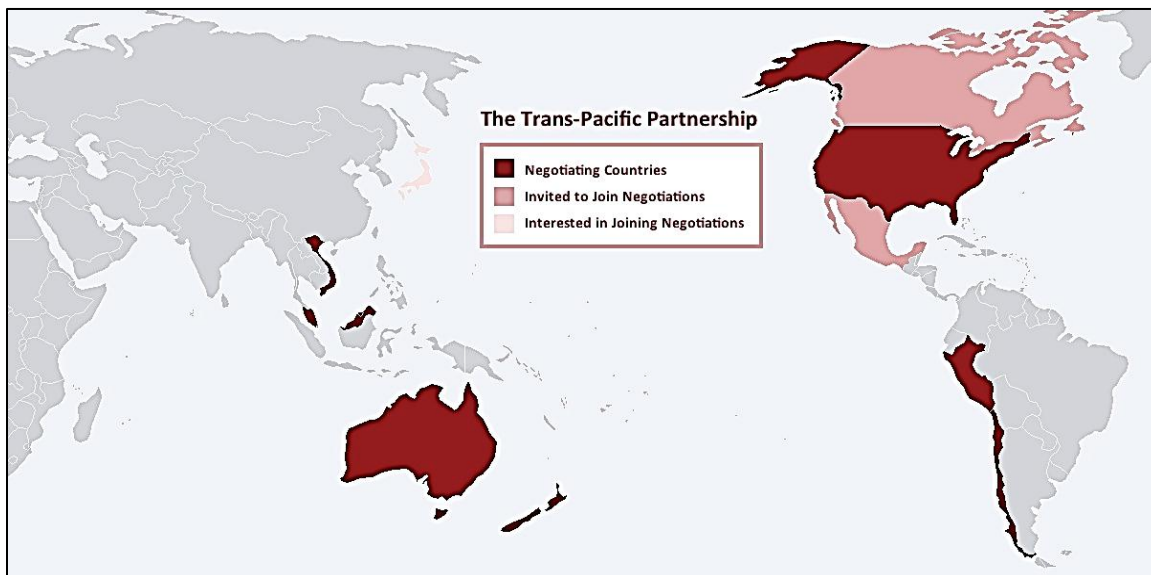 The Trans-Pacific Partnership
Negotiating Countries
Invited to Join Negotiations
Interested in Joining Negotiations